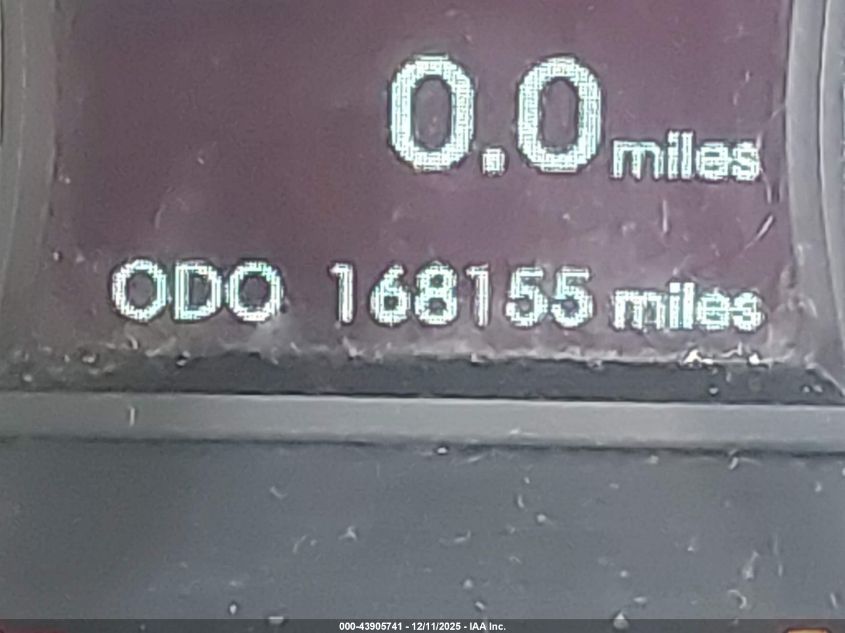 0.0 miles
ODO 168155 miles
000-43905741 - 12/11/2025 - IAA Inc.